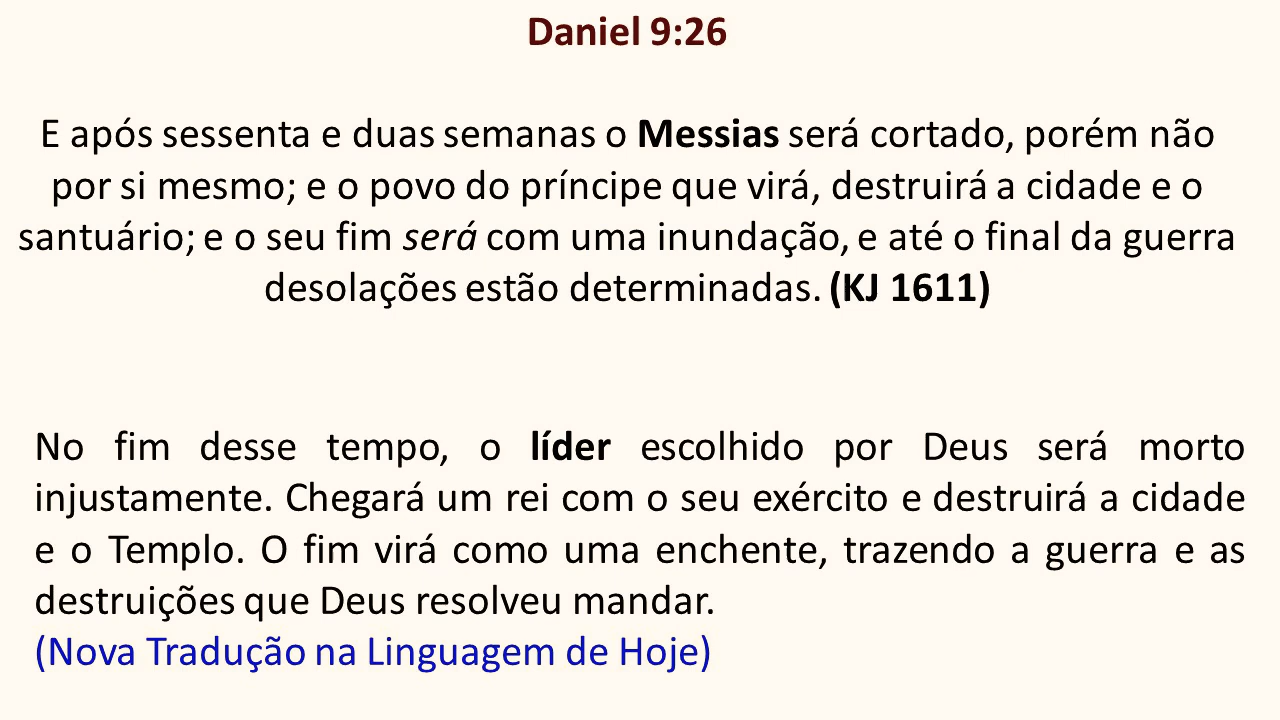 Daniel 9:26
E após sessenta e duas semanas o Messias será cortado, porém não
por si mesmo; e o povo do príncipe que virá, destruirá a cidade e o
santuário; e o seu fim será com uma inundação, e até o final da guerra
desolações estão determinadas. (KJ 1611)
No fim desse tempo, o líder escolhido por Deus será morto
injustamente. Chegará um rei com o seu exército e destruirá a cidade
e o Templo. O fim virá como uma enchente, trazendo a guerra e as
destruições que Deus resolveu mandar.
(Nova Tradução na Linguagem de Hoje)